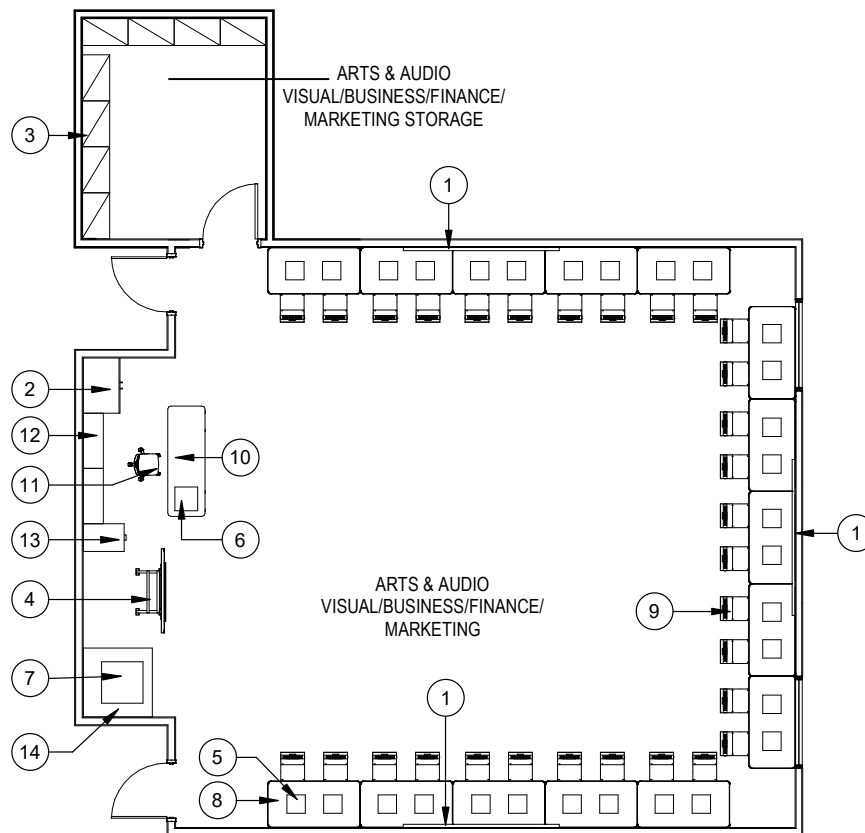 ARTS & AUDIO
VISUAL/BUSINESS/FINANCE/
MARKETING STORAGE
3
1
2
12
10
11
6
13
1
ARTS & AUDIO
VISUAL/BUSINESS/FINANCE/
MARKETING
4
9
7
1
14
5
8